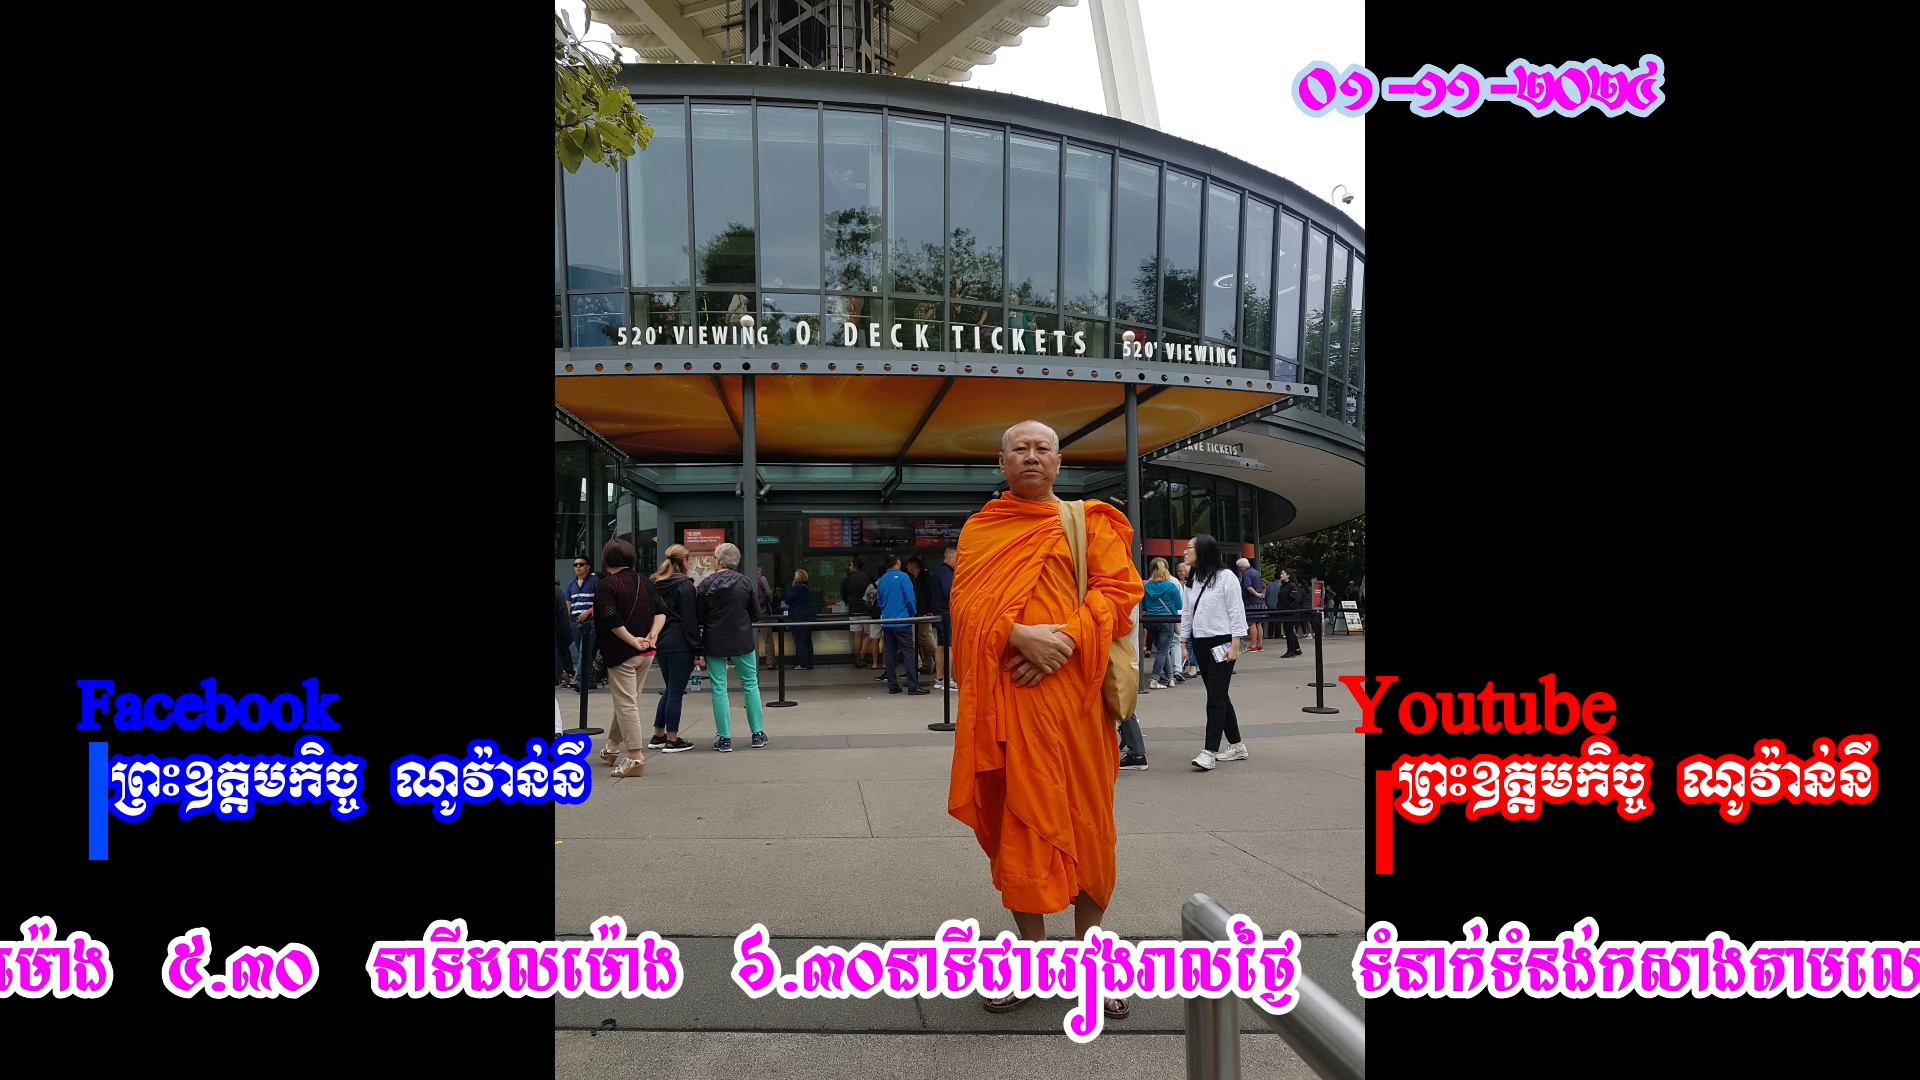 ០១-១១-២០២៤
520' VIEWING O DECK TICKETS 520' VIEWING
TICKETS
Facebook
ព្រះឧត្តមកិច្ច ណូវ៉ាន់នី
Youtube
ព្រះឧត្តមកិច្ច ណូវ៉ាន់នី
ម៉ោង ៥.៣០ នាទីដលម៉ោង ៦.៣០នាទីជារៀងរាលថ្ងៃ ទំនាក់ទំនង់កសាងតាមលេ